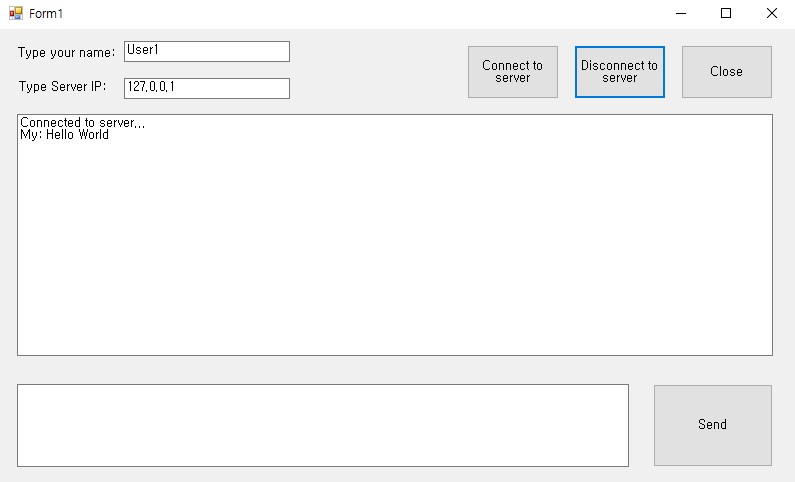 Form1
Type your name:
User1
Connect to
server
Disconnect to
server
Close
Type Server IP:
127.0.0.1
Connected to server...
My: Hello World
Send